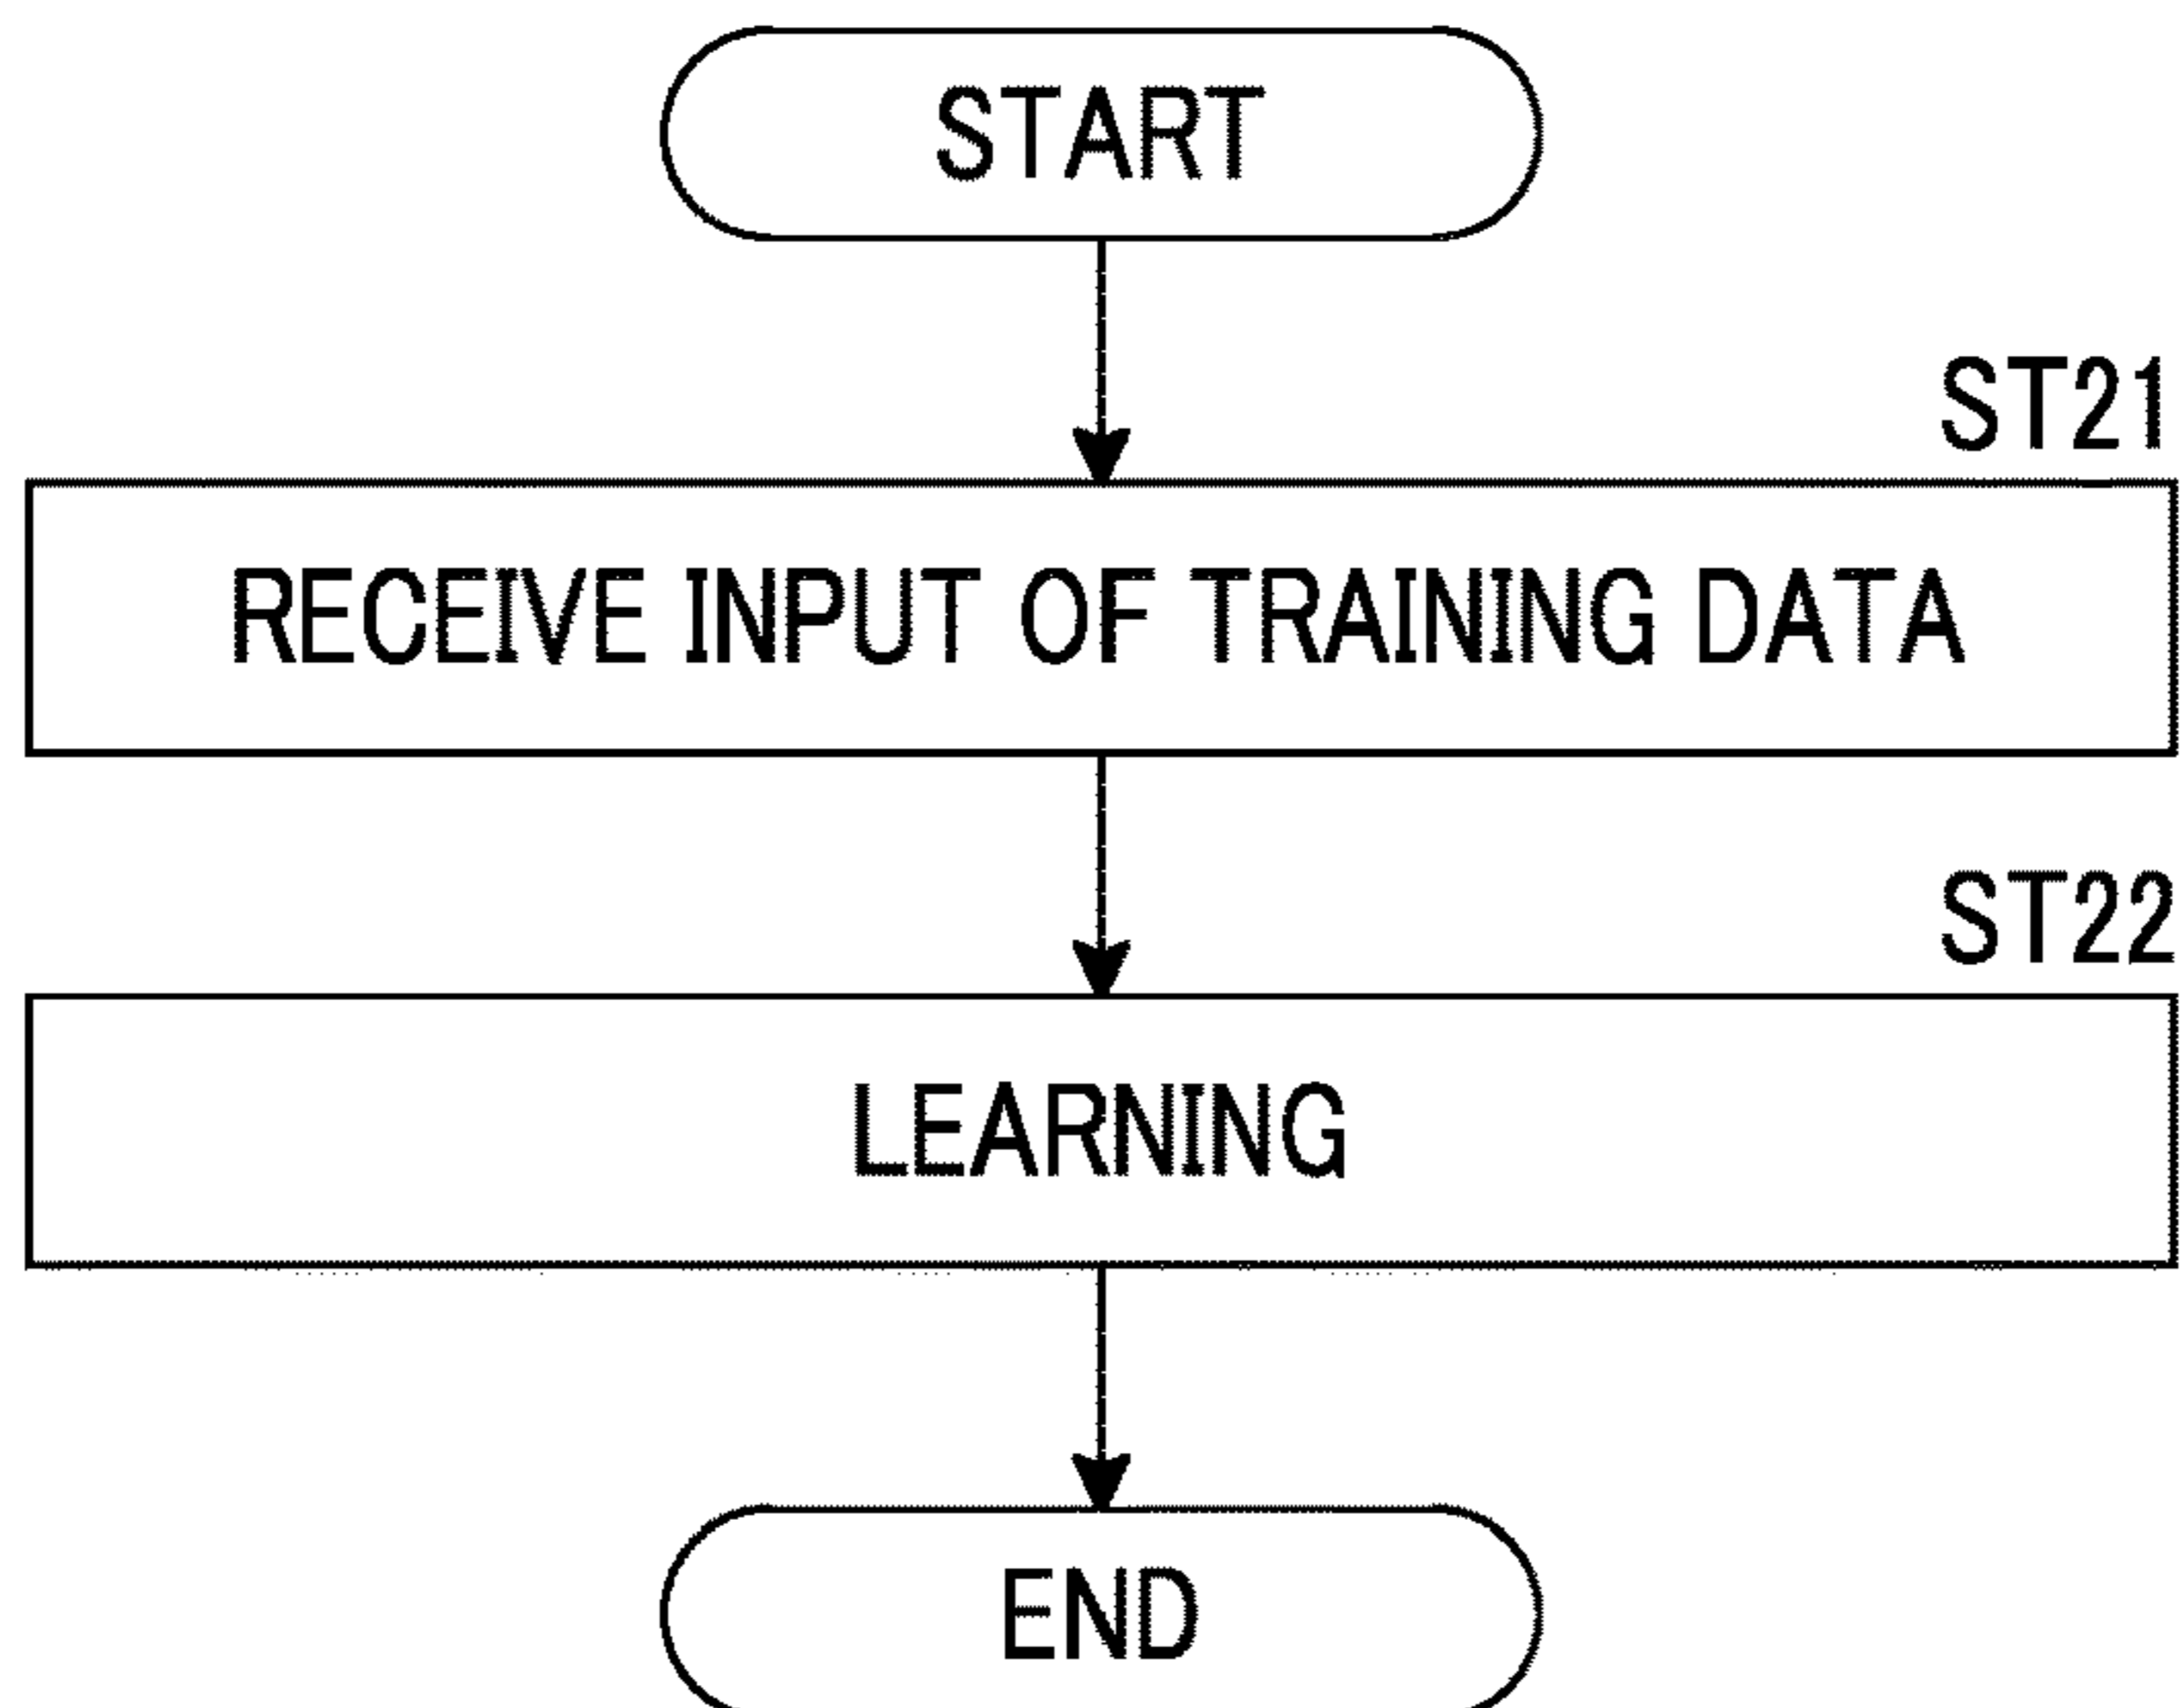 START
ST21
RECEIVE INPUT OF TRAINING DATA
ST22
LEARNING
END